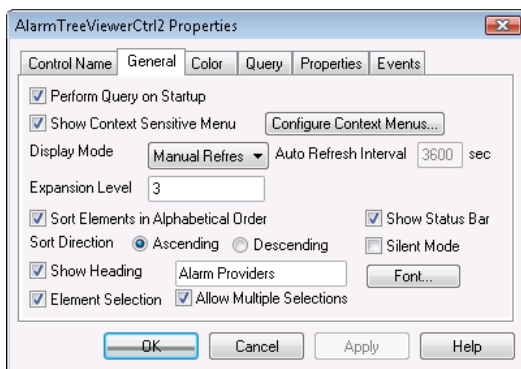 AlarmTreeViewerCtrl2 Properties
Control Name General Color Query Properties Events
Perform Query on Startup
Show Context Sensitive Menu Configure Context Menus...
Display Mode Manual Refres Auto Refresh Interval 3600 sec
Expansion Level 3
Sort Elements in Alphabetical Order Show Status Bar
Sort Direction Ascending Descending Silent Mode
Show Heading Alarm Providers Font...
Element Selection Allow Multiple Selections
OK Cancel Apply Help